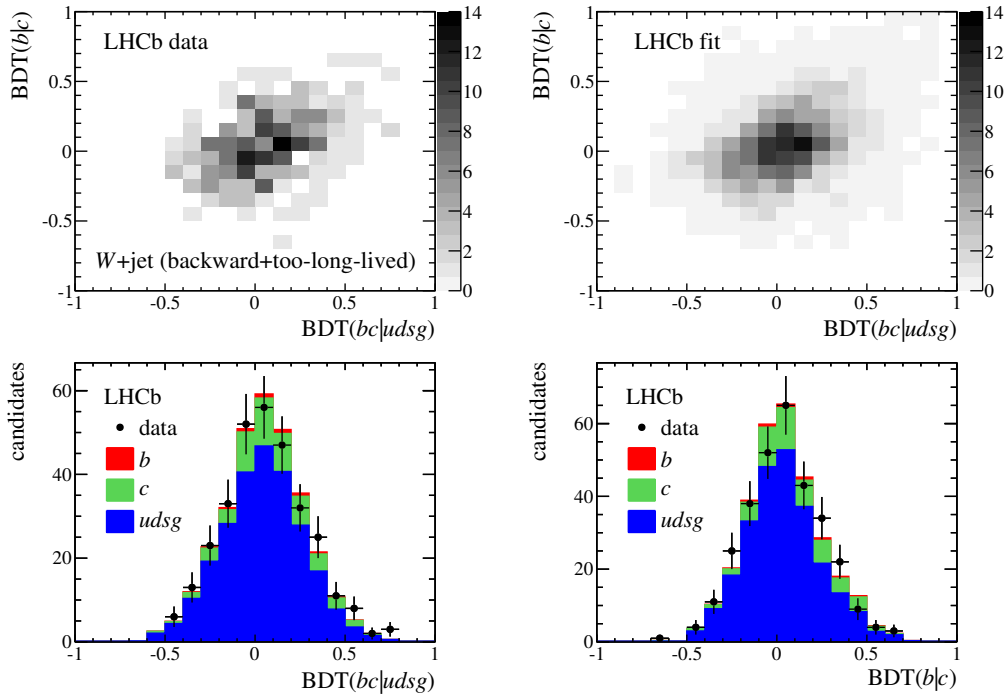 BDT(b|c)
1
0.5
0
-0.5
-1
LHCb data
W+jet (backward+too-long-lived)
-1 -0.5 0 0.5 1
BDT(bc|udsg)
14
12
10
8
6
4
2
0
BDT(b|c)
1
0.5
0
-0.5
-1
LHCb fit
-1 -0.5 0 0.5 1
BDT(bc|udsg)
14
12
10
8
6
4
2
0
candidates
60
40
20
0
LHCb
data
b
c
udsg
-1 -0.5 0 0.5 1
BDT(bc|udsg)
candidates
60
40
20
0
LHCb
data
b
c
udsg
-1 -0.5 0 0.5 1
BDT(b|c)